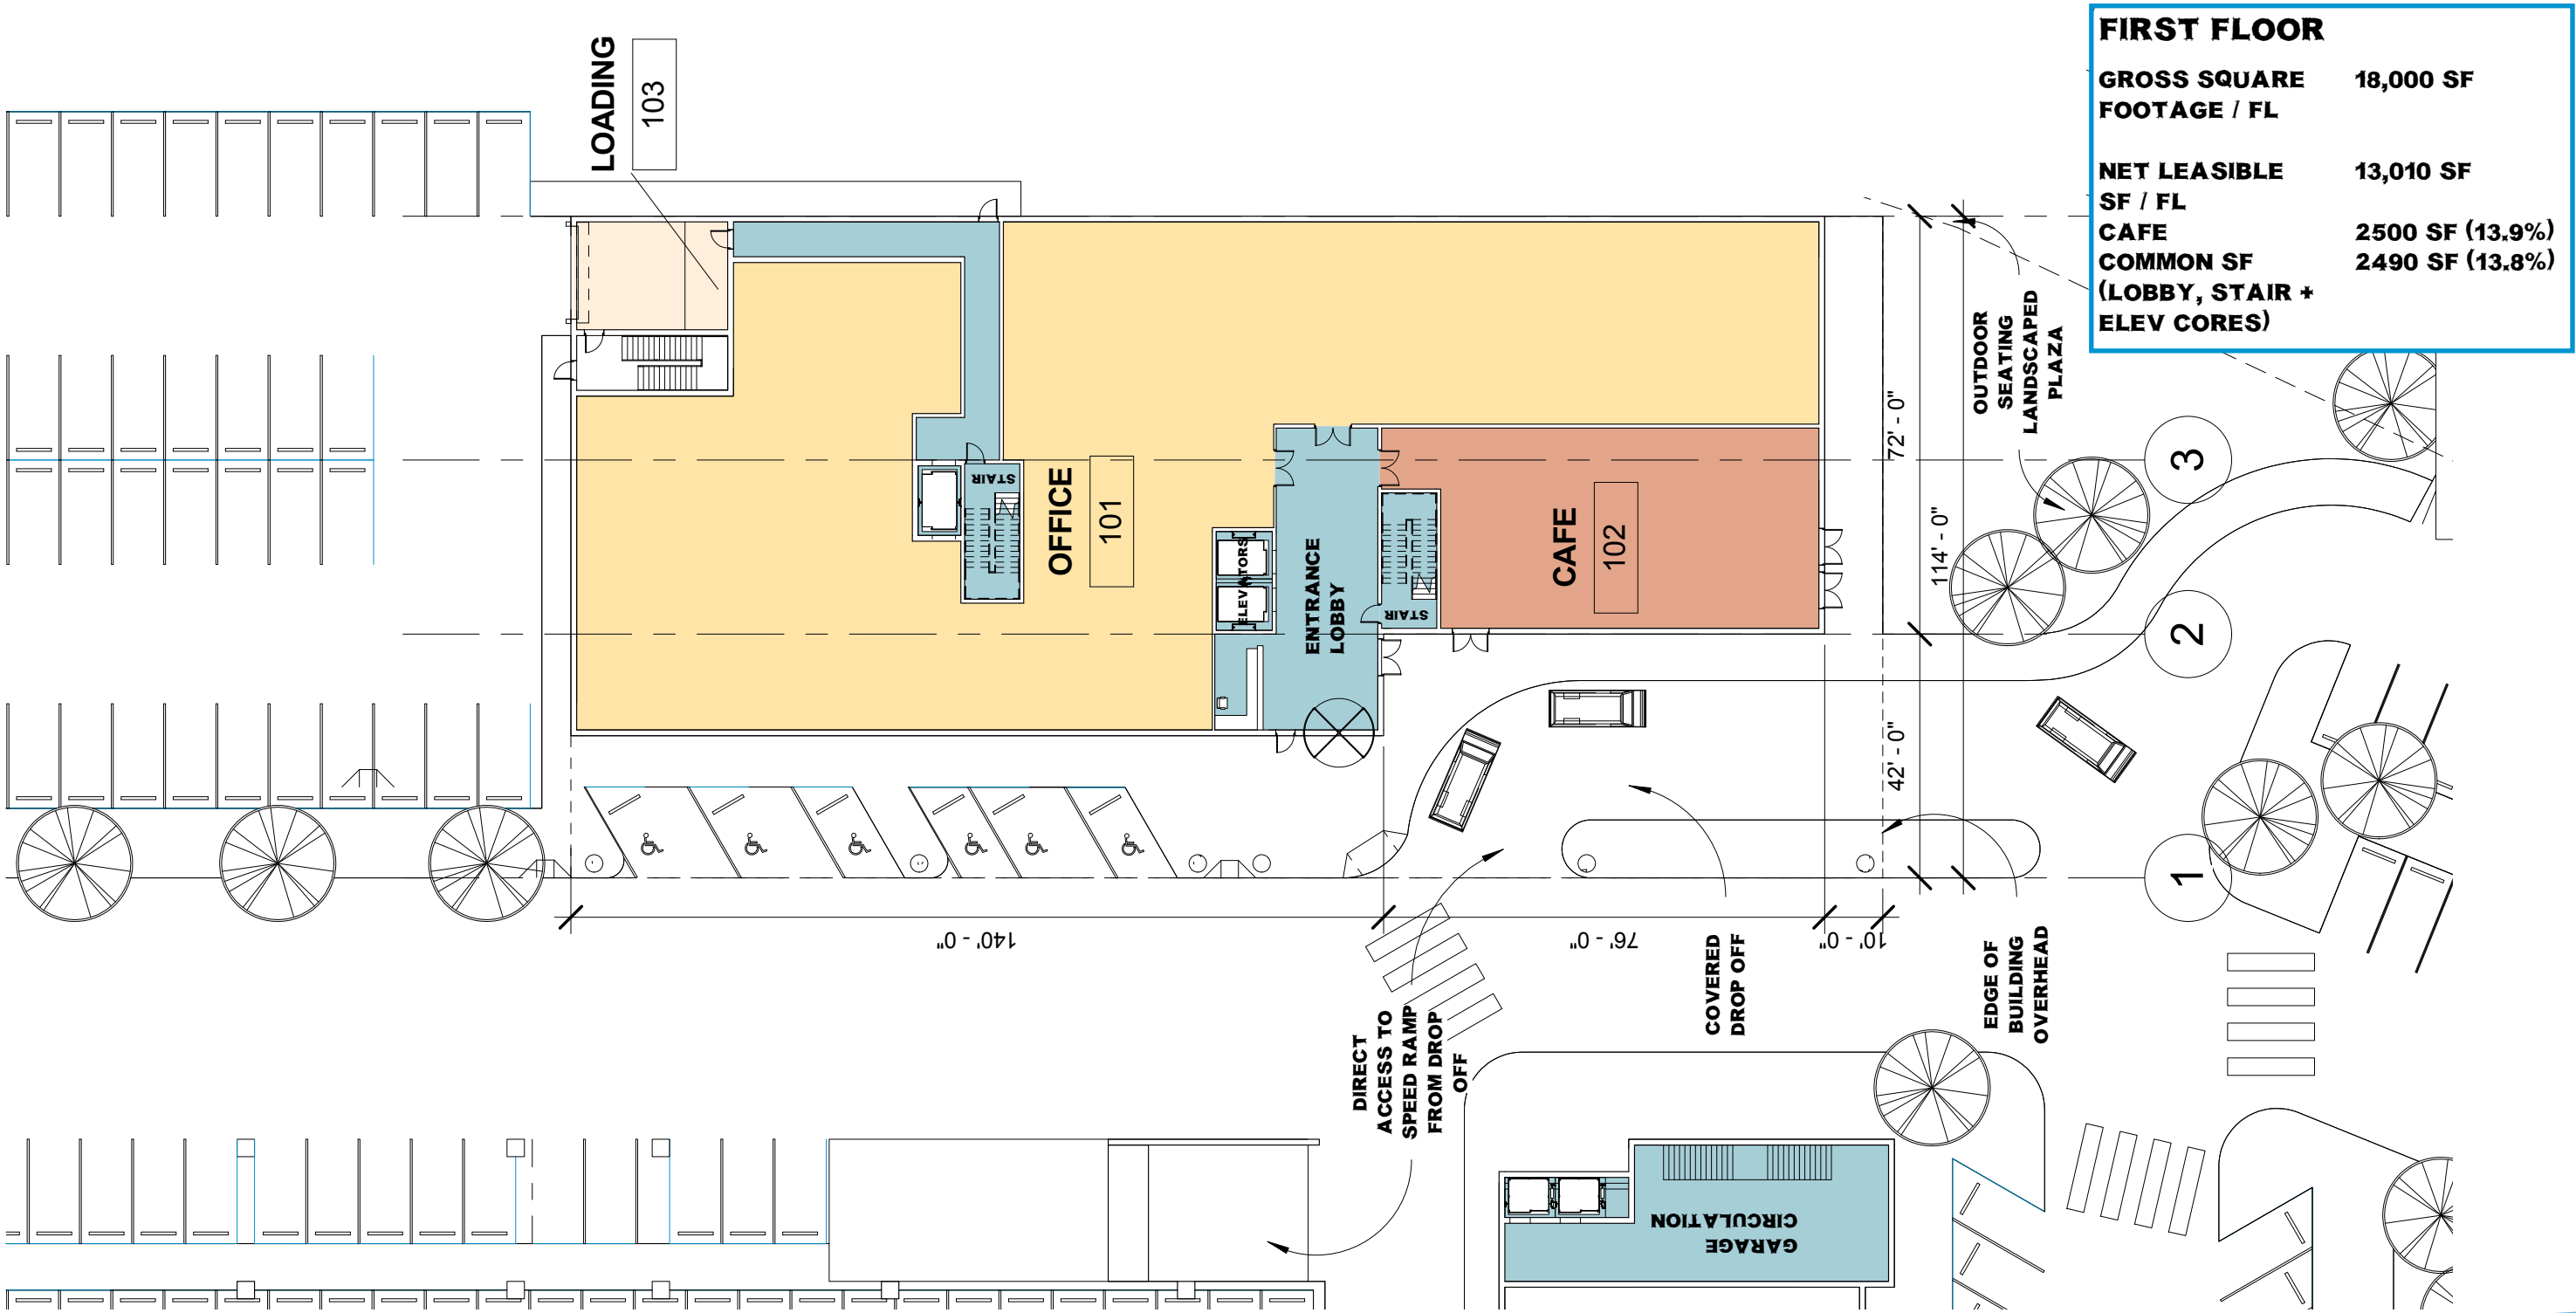 FIRST FLOOR
GROSS SQUARE 18,000 SF
FOOTAGE / FL
NET LEASIBLE 13,010 SF
SF / FL
CAFE 2500 SF (13.9%)
COMMON SF 2490 SF (13.8%)
(LOBBY, STAIR +
ELEV CORES)
LOADING
103
OUTDOOR
SEATING
LANDSCAPED
PLAZA
72' - 0"
114' - 0"
42' - 0"
3
2
1
STAIR
OFFICE
101
ELEVATORS
ENTRANCE
LOBBY
STAIR
CAFE
102
140' - 0"
76' - 0"
10' - 0"
COVERED
DROP OFF
EDGE OF
BUILDING
OVERHEAD
DIRECT
ACCESS TO
SPEED RAMP
FROM DROP
OFF
GARAGE
CIRCULATION